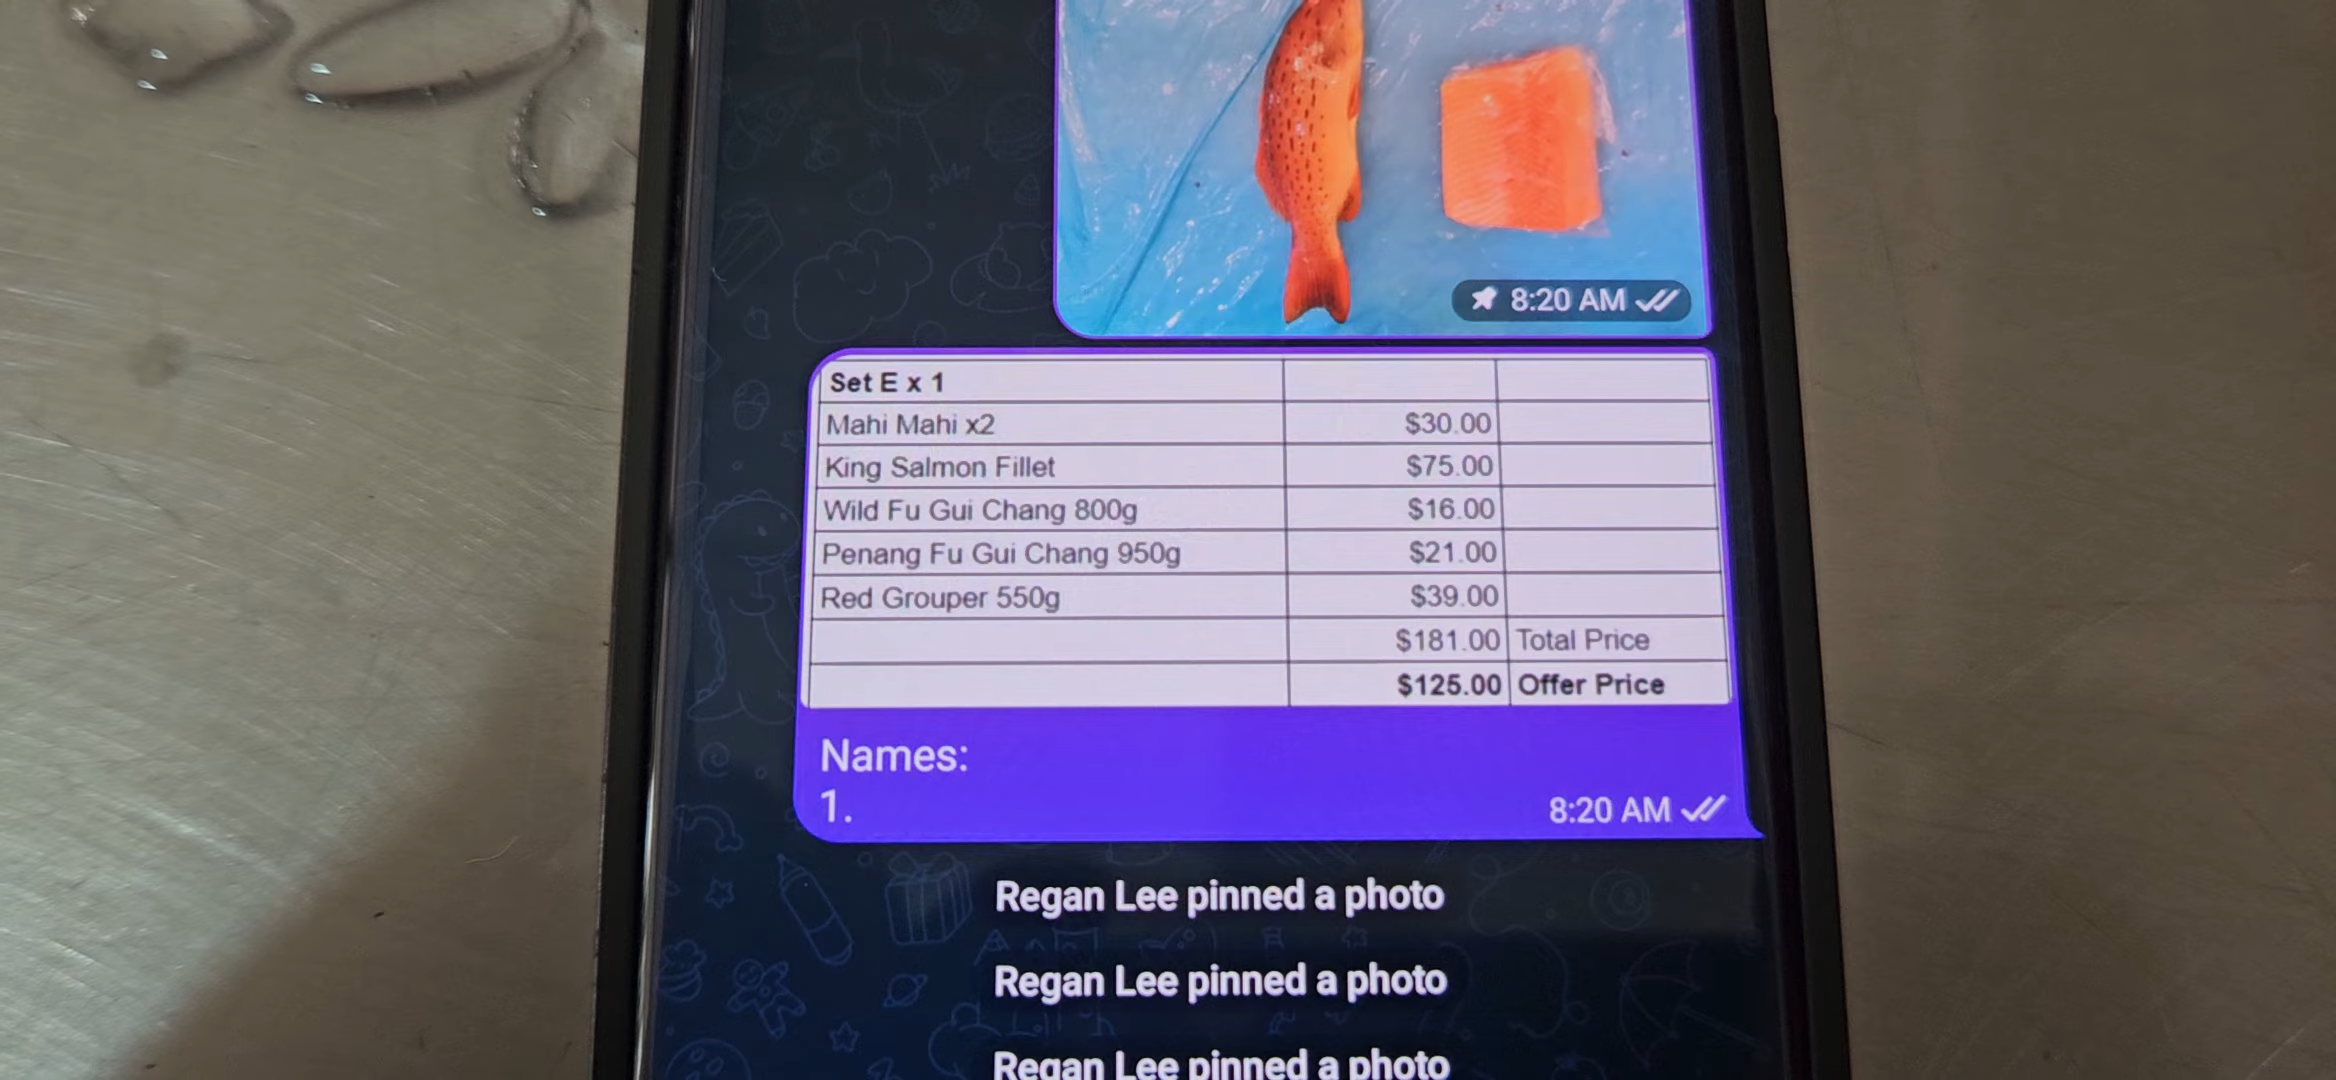 8:20 AM
Set E x 1
Mahi Mahi x2 $30.00
King Salmon Fillet $75.00
Wild Fu Gui Chang 800g $16.00
Penang Fu Gui Chang 950g $21.00
Red Grouper 550g $39.00
$181.00 Total Price
$125.00 Offer Price
Names:
1.
8:20 AM
Regan Lee pinned a photo
Regan Lee pinned a photo
Regan Lee pinned a photo